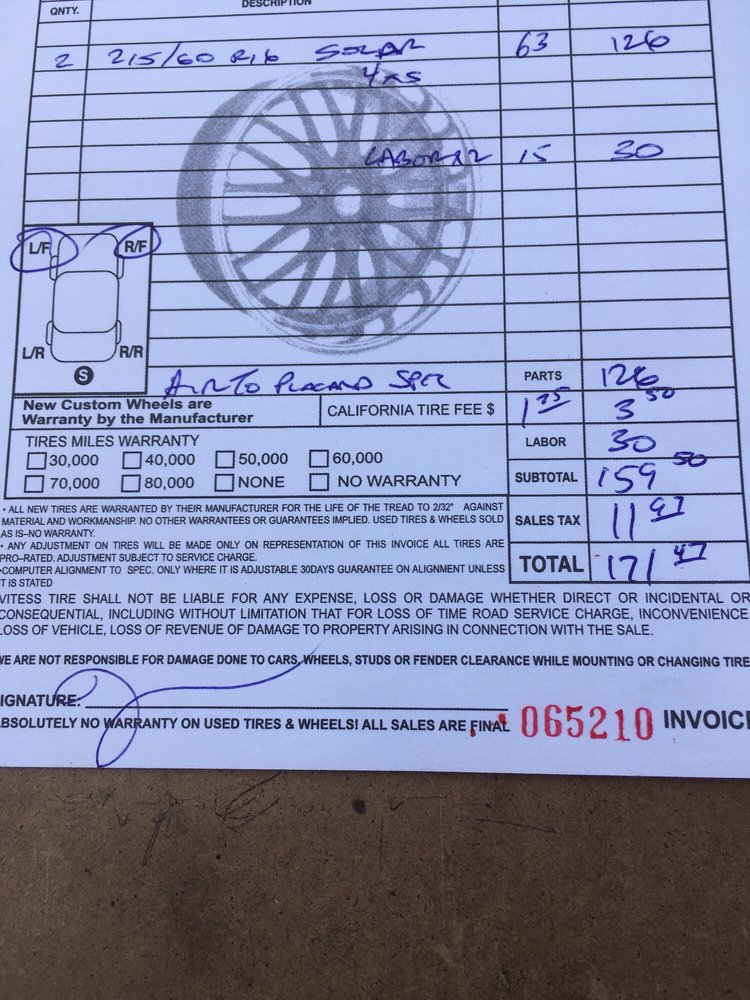 QNTY. DESCRIPTION
2 215/60 R16 SOLAR 63 126
4XS
LABOR X2 15 30
L/F R/F
L/R R/R
S
AIR TO PLACARD SPEC
PARTS 126
New Custom Wheels are
Warranty by the Manufacturer
CALIFORNIA TIRE FEE $ 1 75 3 50
TIRES MILES WARRANTY
LABOR 30
30,000 40,000 50,000 60,000
70,000 80,000 NONE NO WARRANTY
SUBTOTAL 159 50
SALES TAX 11 97
TOTAL 171 47
• ALL NEW TIRES ARE WARRANTED BY THEIR MANUFACTURER FOR THE LIFE OF THE TREAD TO 2/32" AGAINST
MATERIAL AND WORKMANSHIP. NO OTHER WARRANTEES OR GUARANTEES IMPLIED. USED TIRES & WHEELS SOLD
AS IS–NO WARRANTY.
• ANY ADJUSTMENT ON TIRES WILL BE MADE ONLY ON REPRESENTATION OF THIS INVOICE ALL TIRES ARE
PRO–RATED. ADJUSTMENT SUBJECT TO SERVICE CHARGE.
•COMPUTER ALIGNMENT TO SPEC. ONLY WHERE IT IS ADJUSTABLE 30DAYS GUARANTEE ON ALIGNMENT UNLESS
IT IS STATED
VITESS TIRE SHALL NOT BE LIABLE FOR ANY EXPENSE, LOSS OR DAMAGE WHETHER DIRECT OR INCIDENTAL OR
CONSEQUENTIAL, INCLUDING WITHOUT LIMITATION THAT FOR LOSS OF TIME ROAD SERVICE CHARGE, INCONVENIENCE
LOSS OF VEHICLE, LOSS OF REVENUE OF DAMAGE TO PROPERTY ARISING IN CONNECTION WITH THE SALE.
WE ARE NOT RESPONSIBLE FOR DAMAGE DONE TO CARS, WHEELS, STUDS OR FENDER CLEARANCE WHILE MOUNTING OR CHANGING TIRE
IGNATURE:
ABSOLUTELY NO WARRANTY ON USED TIRES & WHEELS! ALL SALES ARE FINAL 065210 INVOIC